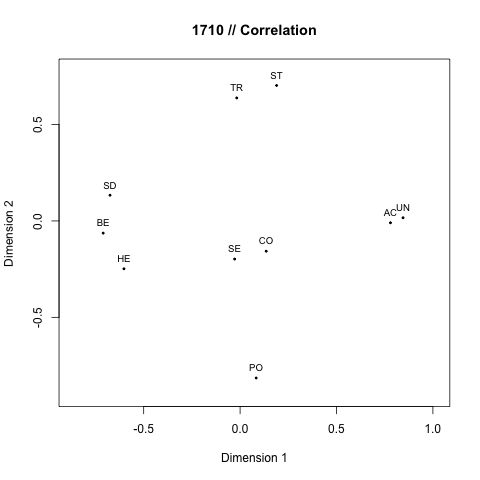 1710 // Correlation
ST
TR
0.5
SD
UN
AC
0.0
BE
CO
SE
HE
Dimension 2
-0.5
PO
-0.5 0.0 0.5 1.0
Dimension 1